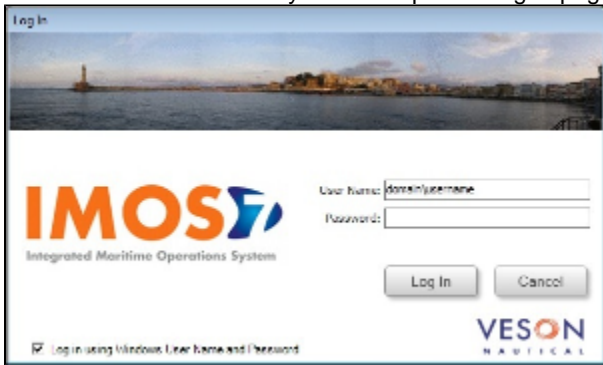 Log In
IMOS7
Integrated Maritime Operations System
User Name: domain\username
Password:
Log In Cancel
VESON
NAUTICAL
Log in using Windows User Name and Password